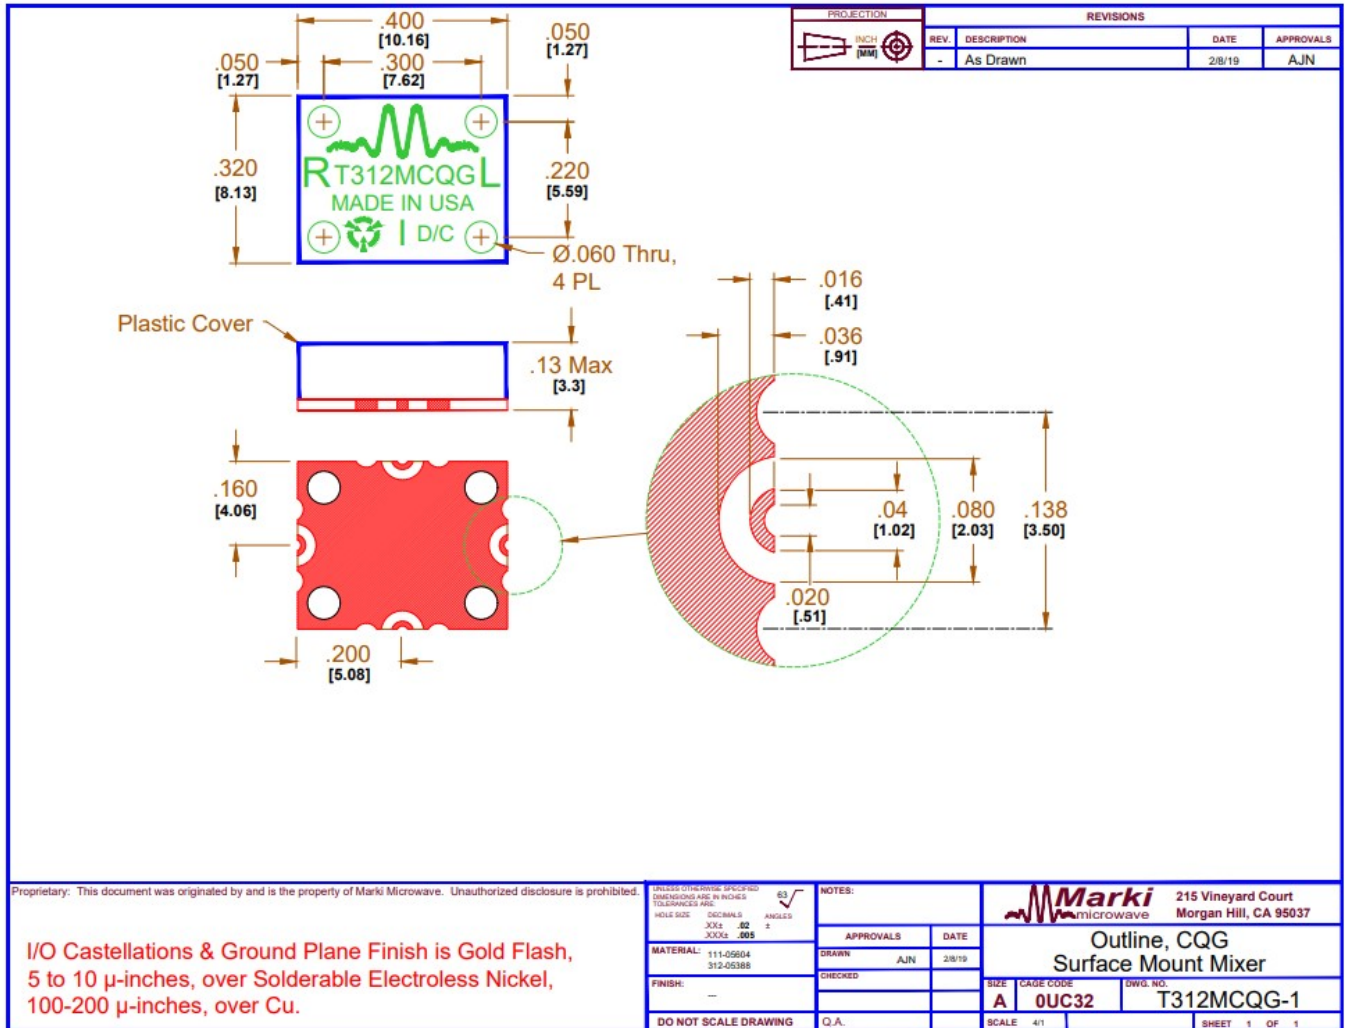 PROJECTION
INCH
[MM]
REVISIONS
REV. DESCRIPTION DATE APPROVALS
- As Drawn 2/8/19 AJN
.400
[10.16]
.050
[1.27]
.050
[1.27]
.300
[7.62]
.320
[8.13]
.220
[5.59]
R T312MCQG L
MADE IN USA
I D/C
Ø.060 Thru,
4 PL
Plastic Cover
.13 Max
[3.3]
.016
[.41]
.036
[.91]
.160
[4.06]
.04
[1.02]
.080
[2.03]
.138
[3.50]
.020
[.51]
.200
[5.08]
Proprietary: This document was originated by and is the property of Marki Microwave. Unauthorized disclosure is prohibited.
I/O Castellations & Ground Plane Finish is Gold Flash,
5 to 10 µ-inches, over Solderable Electroless Nickel,
100-200 µ-inches, over Cu.
UNLESS OTHERWISE SPECIFIED
DIMENSIONS ARE IN INCHES
TOLERANCES ARE:
63
HOLE SIZE DECIMALS ANGLES
.XX± .02 ±
.XXX± .005
MATERIAL: 111-05604
312-05388
FINISH:
---
DO NOT SCALE DRAWING
NOTES:
APPROVALS DATE
DRAWN AJN 2/8/19
CHECKED
Q.A.
Marki
microwave
215 Vineyard Court
Morgan Hill, CA 95037
Outline, CQG
Surface Mount Mixer
SIZE CAGE CODE DWG. NO.
A 0UC32 T312MCQG-1
SCALE 4/1 SHEET 1 OF 1